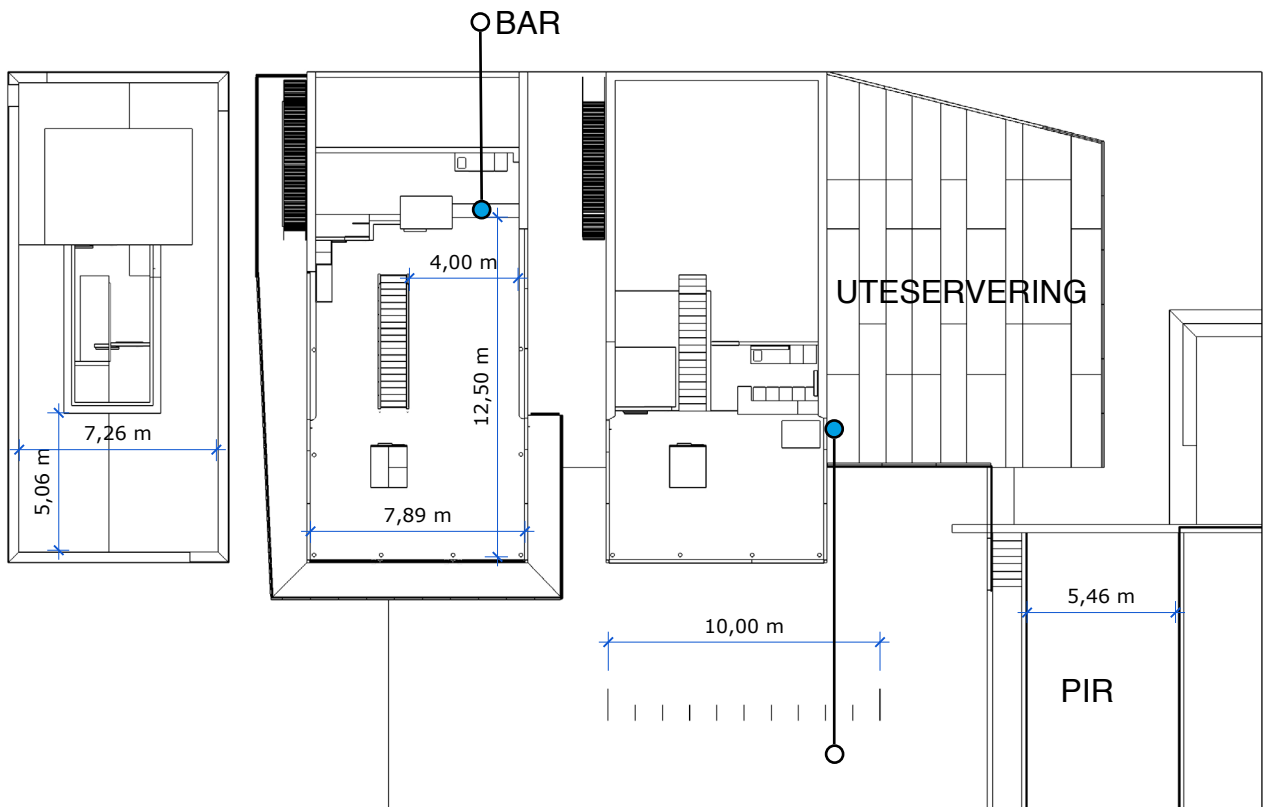 BAR
4,00 m
UTESERVERING
12,50 m
7,26 m
5,06 m
7,89 m
5,46 m
10,00 m
PIR